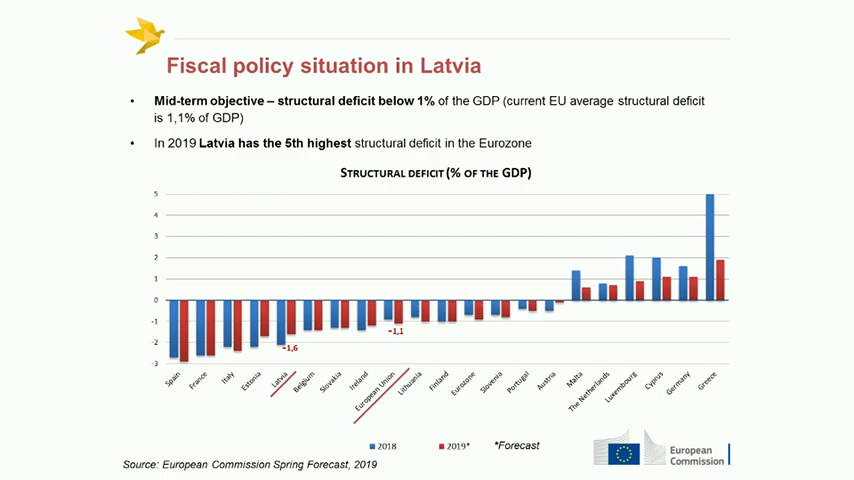 Fiscal policy situation in Latvia
• Mid-term objective – structural deficit below 1% of the GDP (current EU average structural deficit
is 1,1% of GDP)
• In 2019 Latvia has the 5th highest structural deficit in the Eurozone
STRUCTURAL DEFICIT (% OF THE GDP)
5
4
3
2
1
0
-1
-2
-3
-1,6
-1,1
Spain
France
Italy
Estonia
Latvia
Belgium
Slovakia
Ireland
European Union
Lithuania
Finland
Eurozone
Slovenia
Portugal
Austria
Malta
The Netherlands
Luxembourg
Cyprus
Germany
Greece
2018
2019*
*Forecast
European
Commission
Source: European Commission Spring Forecast, 2019